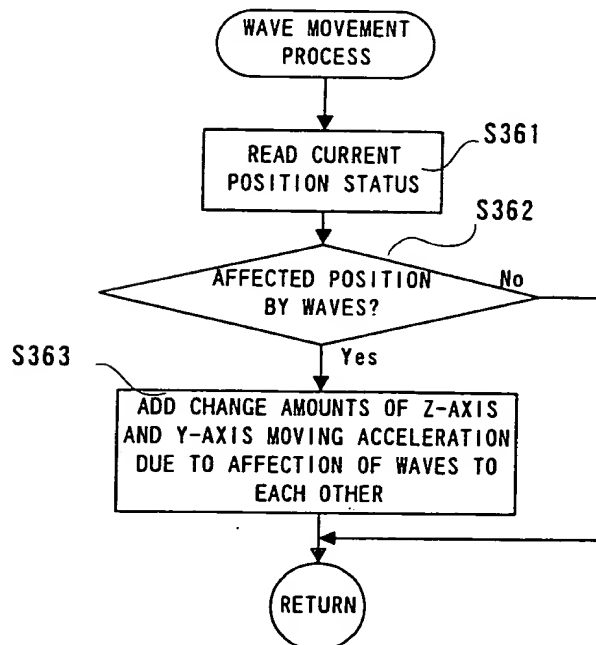 WAVE MOVEMENT
PROCESS
S361
READ CURRENT
POSITION STATUS
S362
AFFECTED POSITION
BY WAVES?
No
Yes
S363
ADD CHANGE AMOUNTS OF Z-AXIS
AND Y-AXIS MOVING ACCELERATION
DUE TO AFFECTION OF WAVES TO
EACH OTHER
RETURN